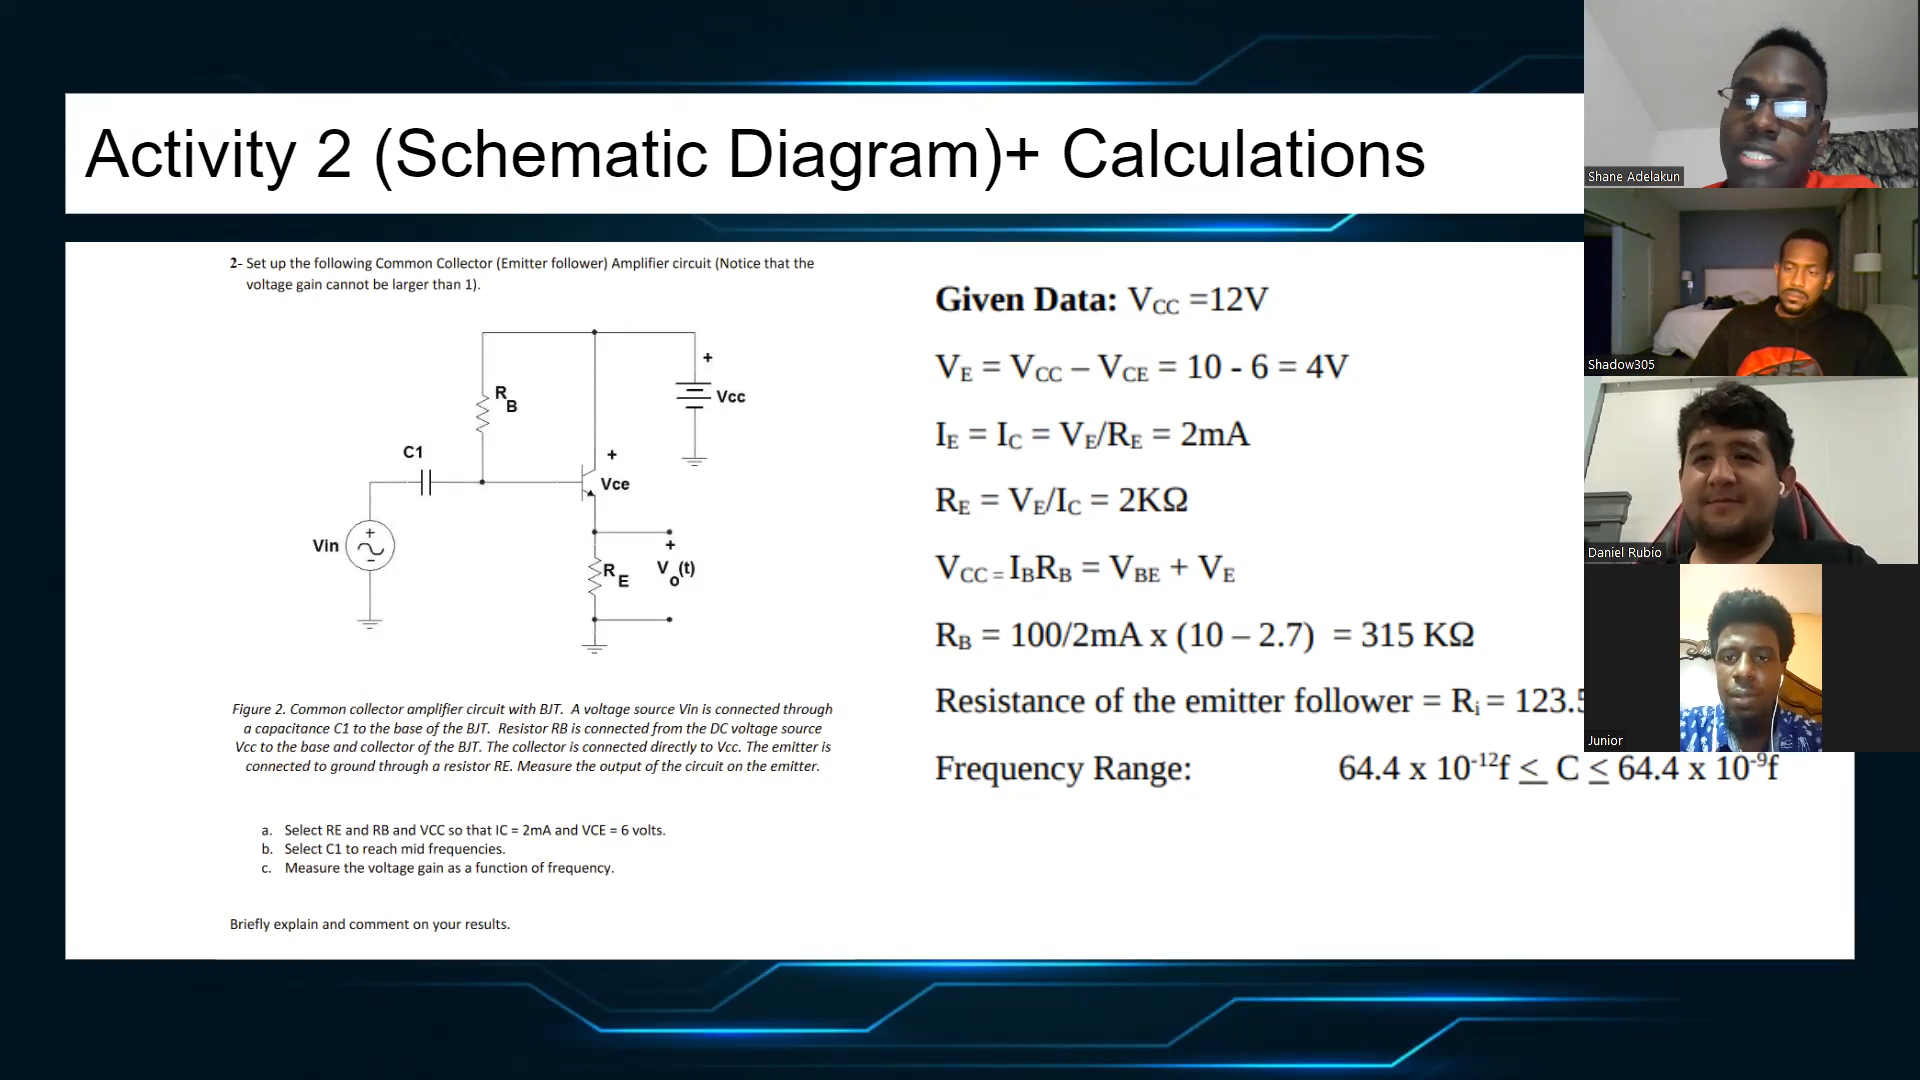 Activity 2 (Schematic Diagram)+ Calculations
2- Set up the following Common Collector (Emitter follower) Amplifier circuit (Notice that the
voltage gain cannot be larger than 1).
+
R
B
Vcc
C1
+
Vce
+
Vin
-
+
R
E
V
o
(t)
Figure 2. Common collector amplifier circuit with BJT. A voltage source Vin is connected through
a capacitance C1 to the base of the BJT. Resistor RB is connected from the DC voltage source
Vcc to the base and collector of the BJT. The collector is connected directly to Vcc. The emitter is
connected to ground through a resistor RE. Measure the output of the circuit on the emitter.
a. Select RE and RB and VCC so that IC = 2mA and VCE = 6 volts.
b. Select C1 to reach mid frequencies.
c. Measure the voltage gain as a function of frequency.
Briefly explain and comment on your results.
Given Data: VCC =12V
VE = VCC – VCE = 10 - 6 = 4V
IE = IC = VE/RE = 2mA
RE = VE/IC = 2KΩ
VCC = IBRB = VBE + VE
RB = 100/2mA x (10 – 2.7) = 315 KΩ
Resistance of the emitter follower = Ri = 123.5
Frequency Range: 64.4 x 10⁻¹²f ≤ C ≤ 64.4 x 10⁻⁹f
Shane Adelakun
Shadow305
Daniel Rubio
Junior